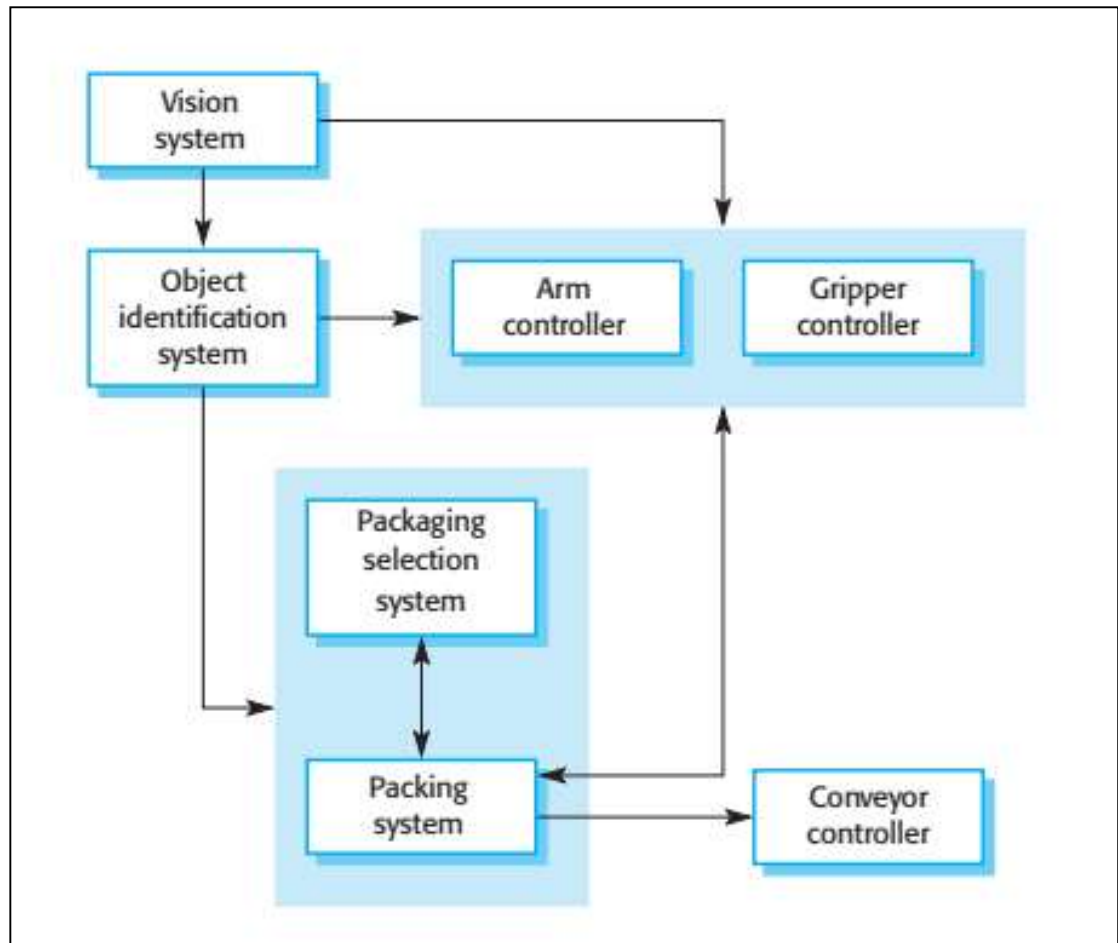 Vision
system
Object
identification
system
Arm
controller
Gripper
controller
Packaging
selection
system
Packing
system
Conveyor
controller